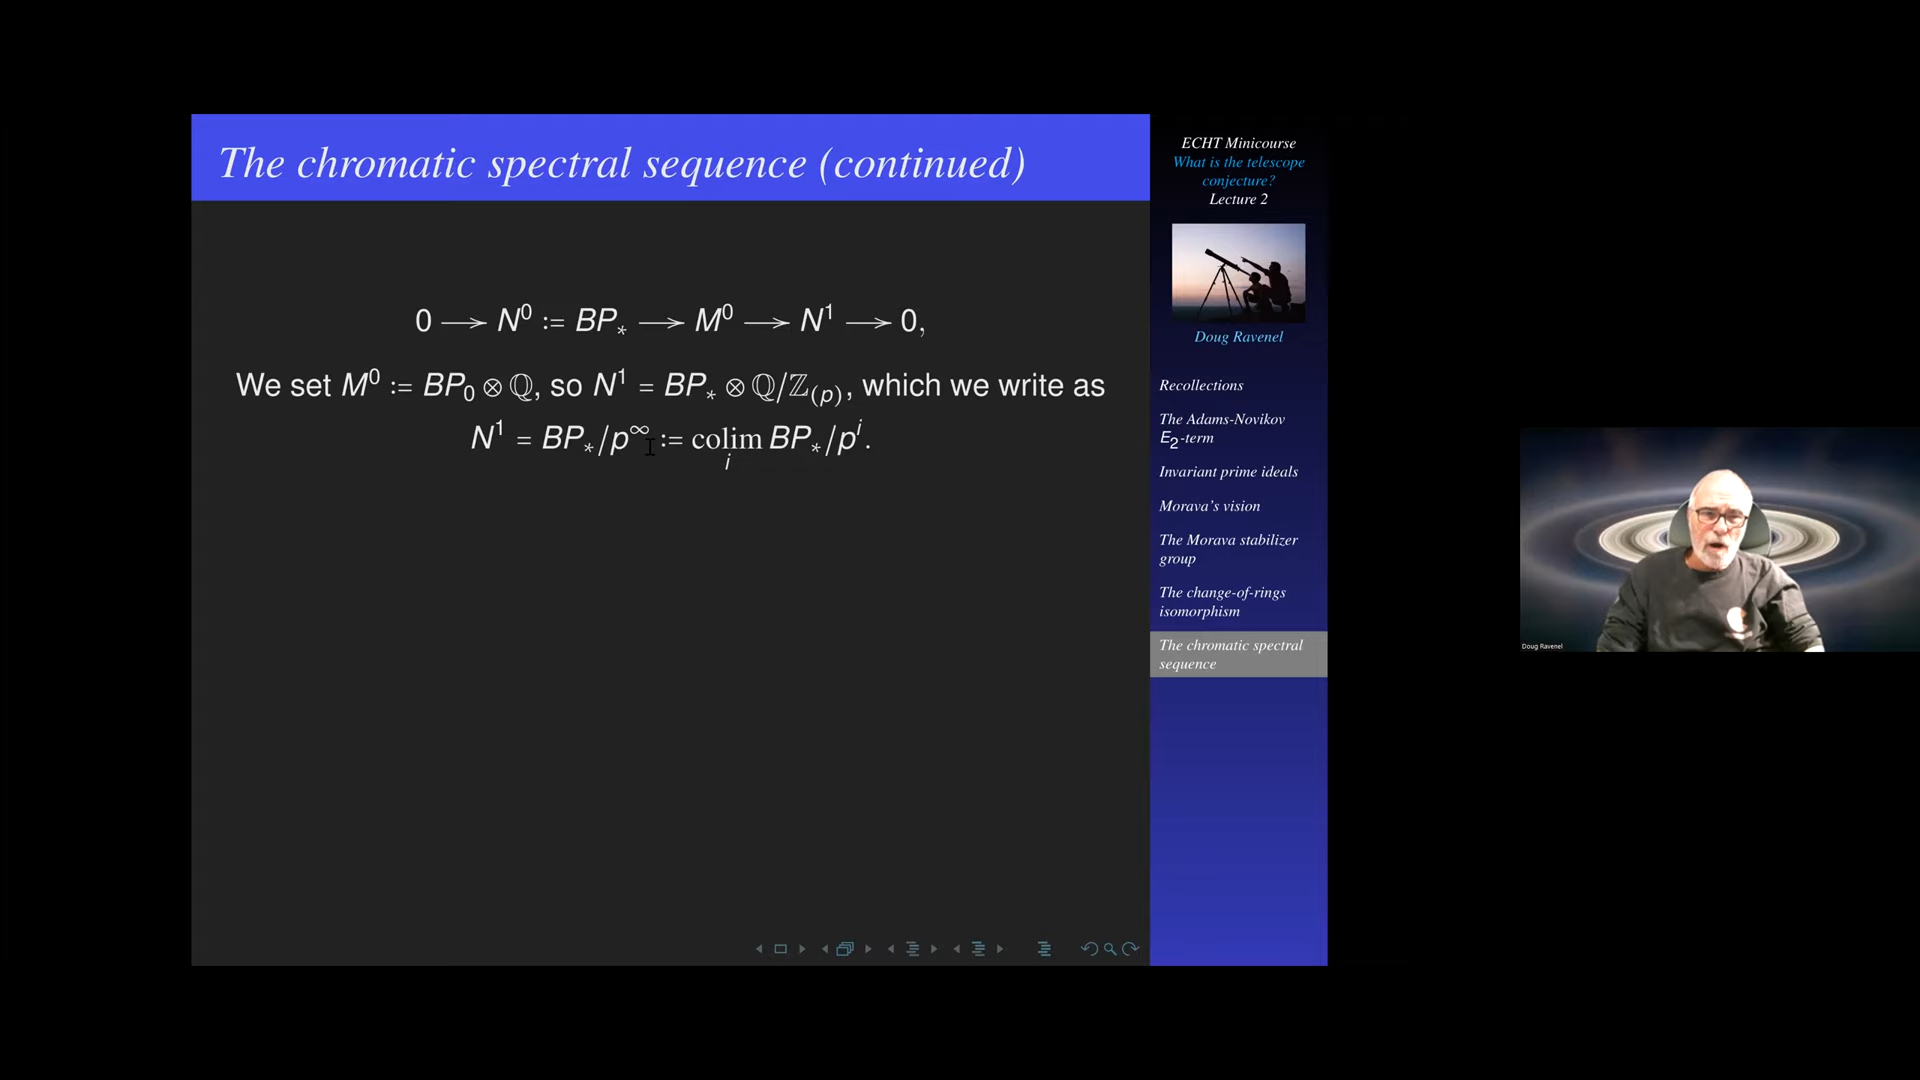 The chromatic spectral sequence (continued)
0 ⟶ N⁰ := BP_* ⟶ M⁰ ⟶ N¹ ⟶ 0,
We set M⁰ := BP₀ ⊗ ℚ, so N¹ = BP_* ⊗ ℚ/ℤ_(p), which we write as
N¹ = BP_*/p^∞ := colim_i BP_*/p^i.
ECHT Minicourse
What is the telescope
conjecture?
Lecture 2
Doug Ravenel
Recollections
The Adams-Novikov
E₂-term
Invariant prime ideals
Morava's vision
The Morava stabilizer
group
The change-of-rings
isomorphism
The chromatic spectral
sequence
Doug Ravenel